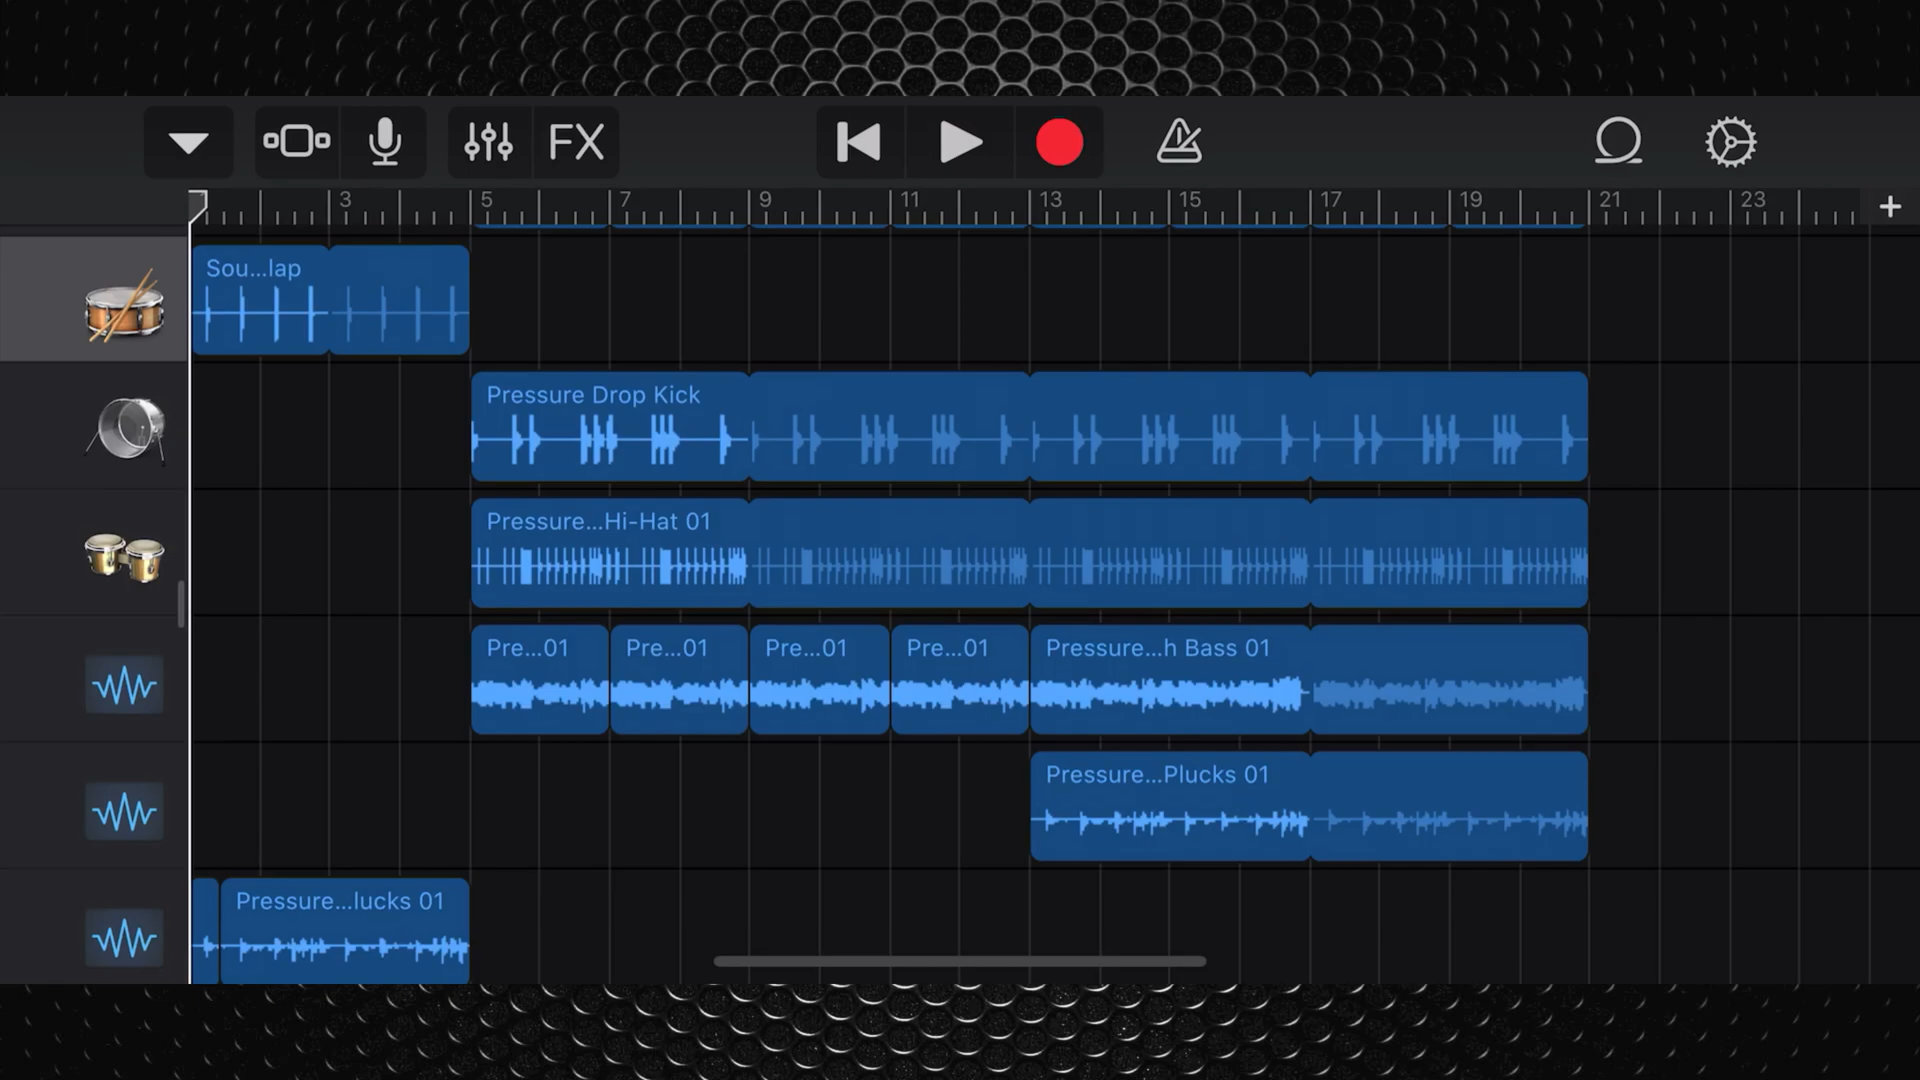 FX
3 5 7 9 11 13 15 17 19 21 23
Sou...lap
Pressure Drop Kick
Pressure...Hi-Hat 01
Pre...01 Pre...01 Pre...01 Pre...01 Pressure...h Bass 01
Pressure...Plucks 01
Pressure...lucks 01